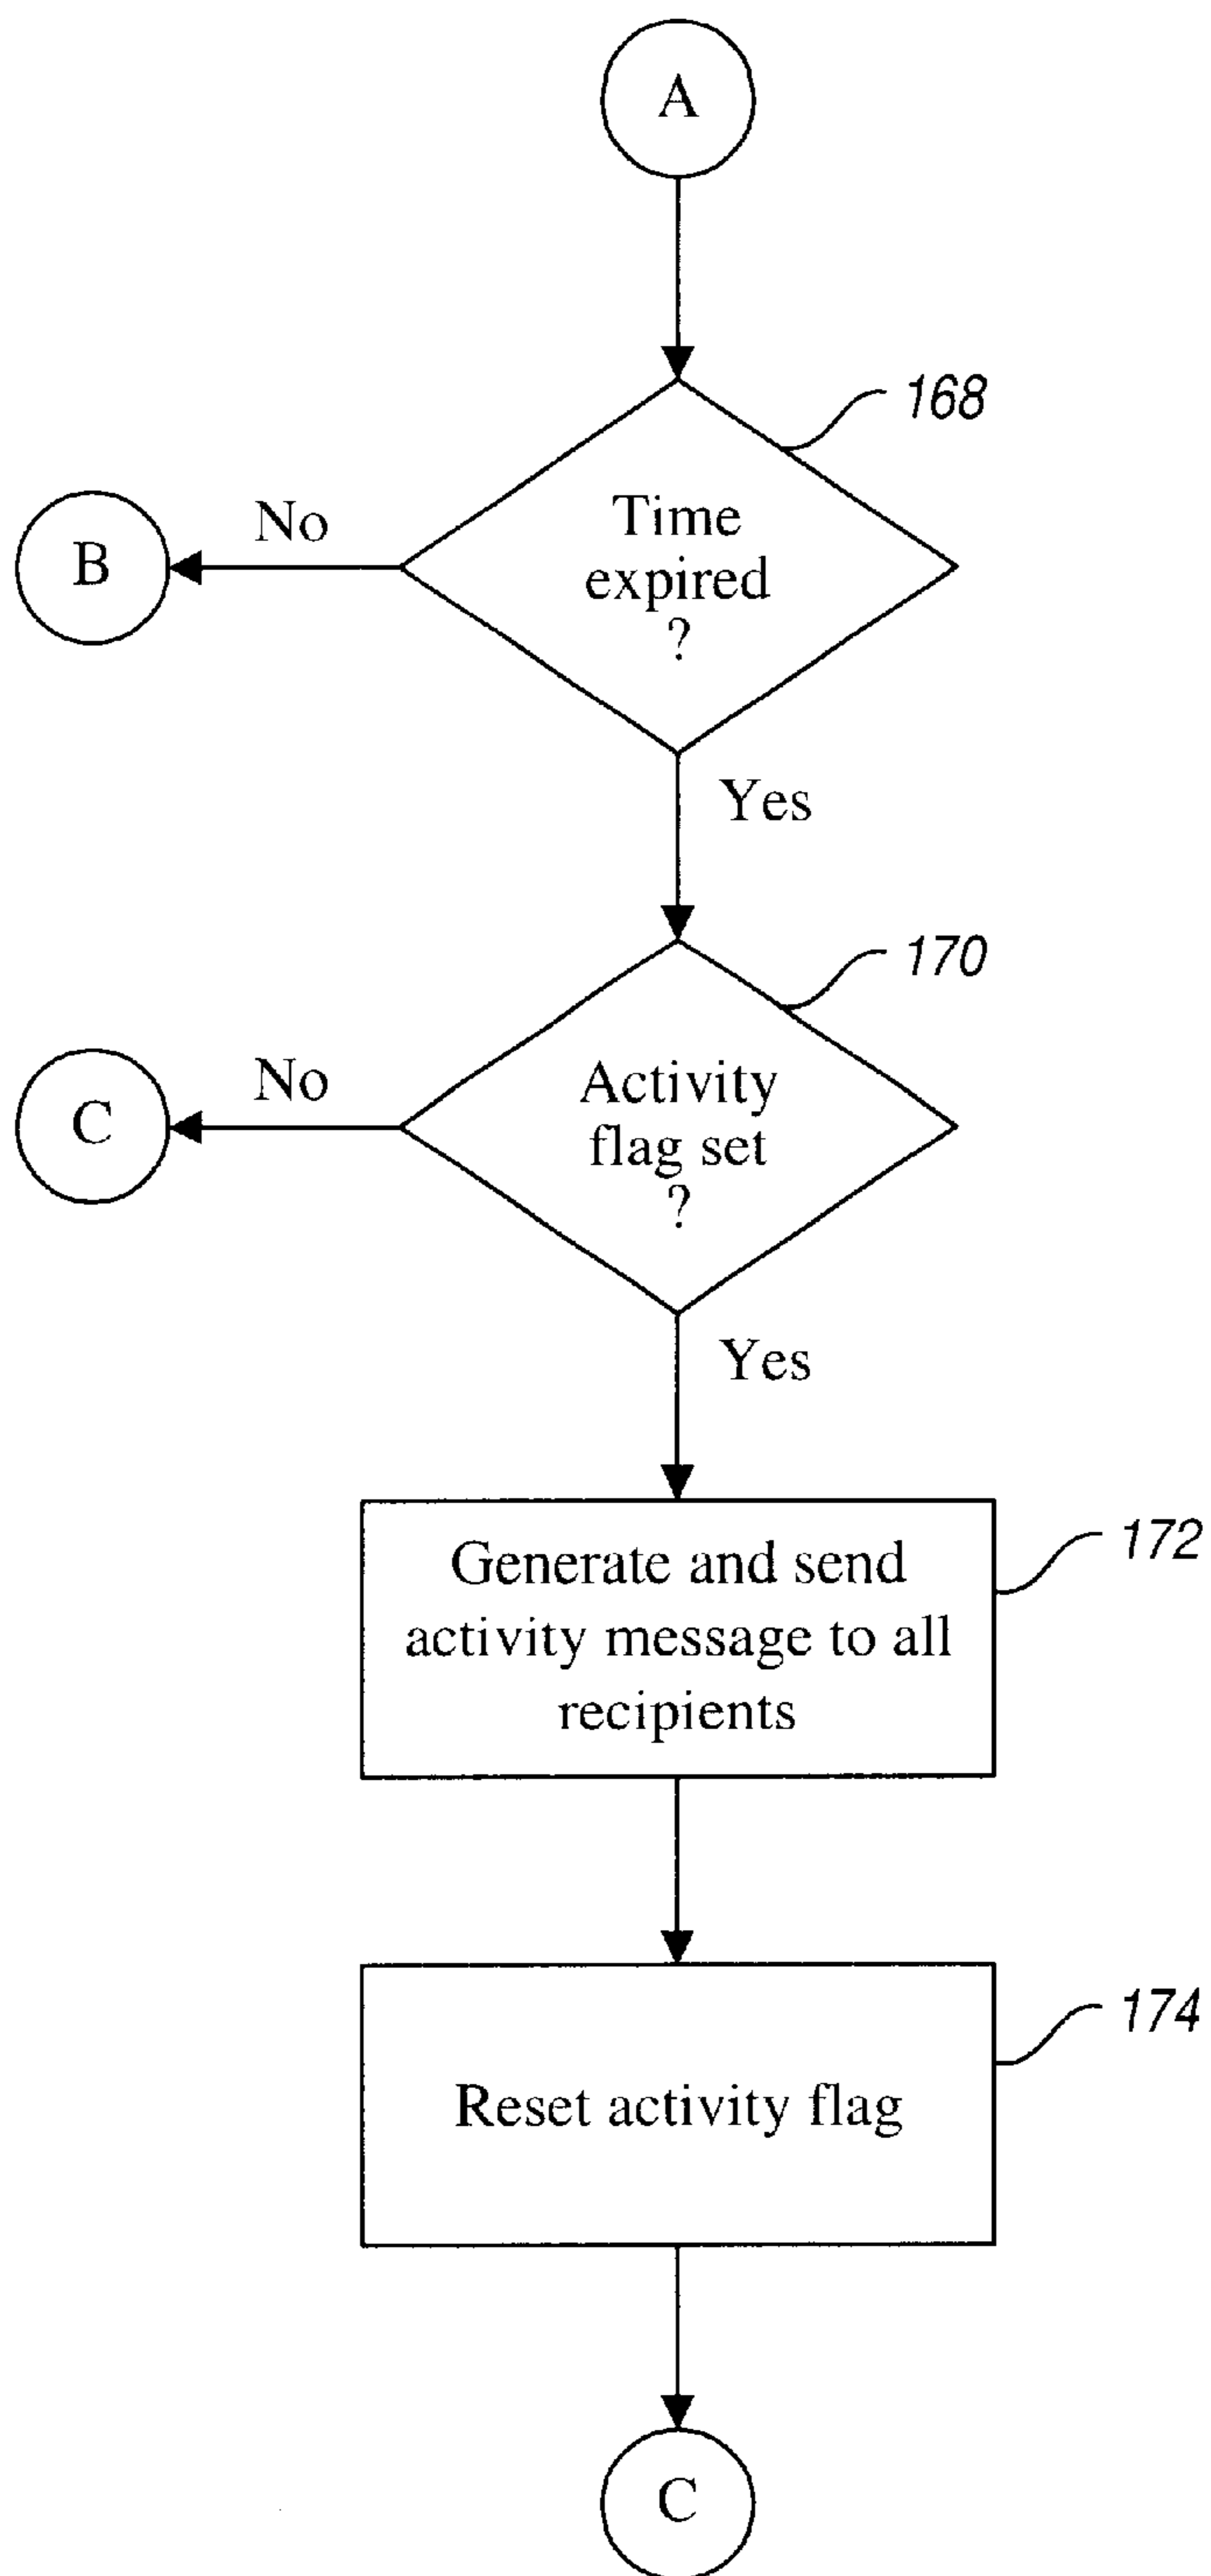 A
168
Time
expired
?
No
B
Yes
170
Activity
flag set
?
No
C
Yes
172
Generate and send
activity message to all
recipients
174
Reset activity flag
C